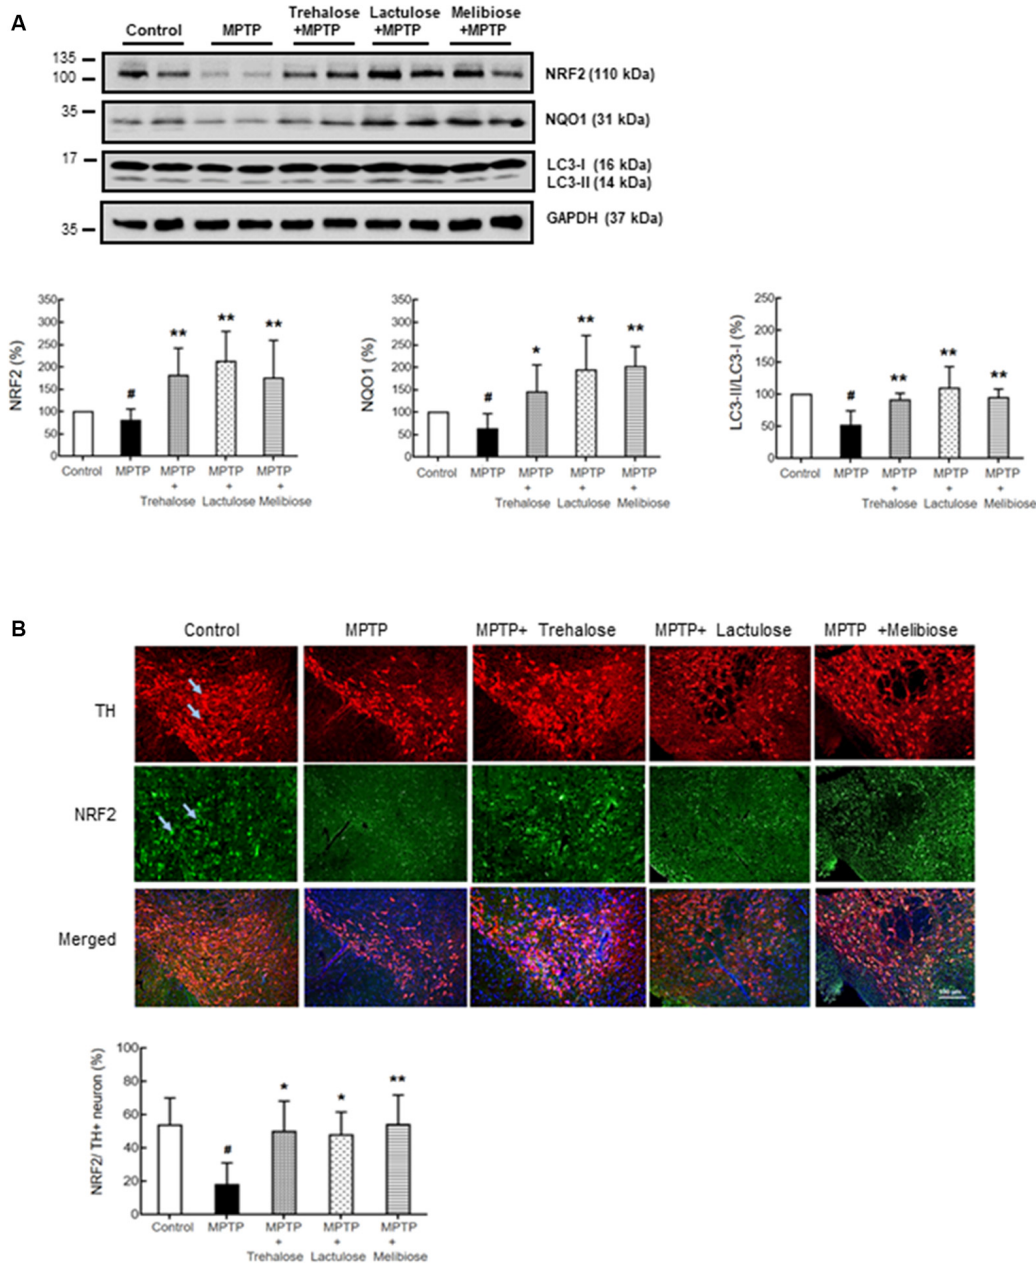 A
Control MPTP Trehalose +MPTP Lactulose +MPTP Melibiose +MPTP
135
100
NRF2 (110 kDa)
35
NQO1 (31 kDa)
17
LC3-I (16 kDa)
LC3-II (14 kDa)
35
GAPDH (37 kDa)
NRF2 (%)
350
300
250
200
150
100
50
0
#
**
**
**
Control MPTP MPTP MPTP MPTP
+ + +
Trehalose Lactulose Melibiose
NQO1 (%)
350
300
250
200
150
100
50
0
#
*
**
**
Control MPTP MPTP MPTP MPTP
+ + +
Trehalose Lactulose Melibiose
LC3-II/LC3-I (%)
250
200
150
100
50
0
#
**
**
**
Control MPTP MPTP MPTP MPTP
+ + +
Trehalose Lactulose Melibiose
B
Control MPTP MPTP+ Trehalose MPTP+ Lactulose MPTP +Melibiose
TH
NRF2
Merged
NRF2/ TH+ neuron (%)
100
80
60
40
20
0
#
*
*
**
Control MPTP MPTP MPTP MPTP
+ + +
Trehalose Lactulose Melibiose